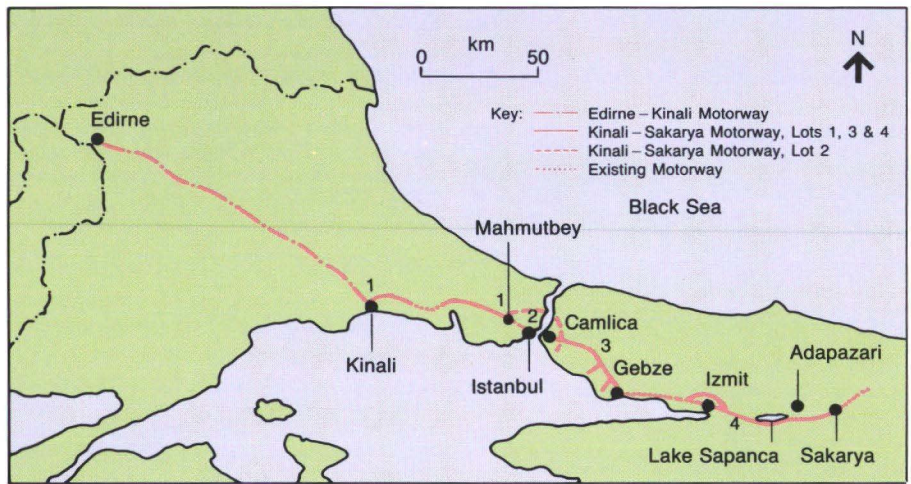 km
0 50
N
Key: Edirne – Kinali Motorway
Kinali – Sakarya Motorway, Lots 1, 3 & 4
Kinali – Sakarya Motorway, Lot 2
Existing Motorway
Edirne
Black Sea
Mahmutbey
1
1
2
Camlica
3
Kinali
Istanbul
Gebze
Izmit
Adapazari
4
Lake Sapanca
Sakarya